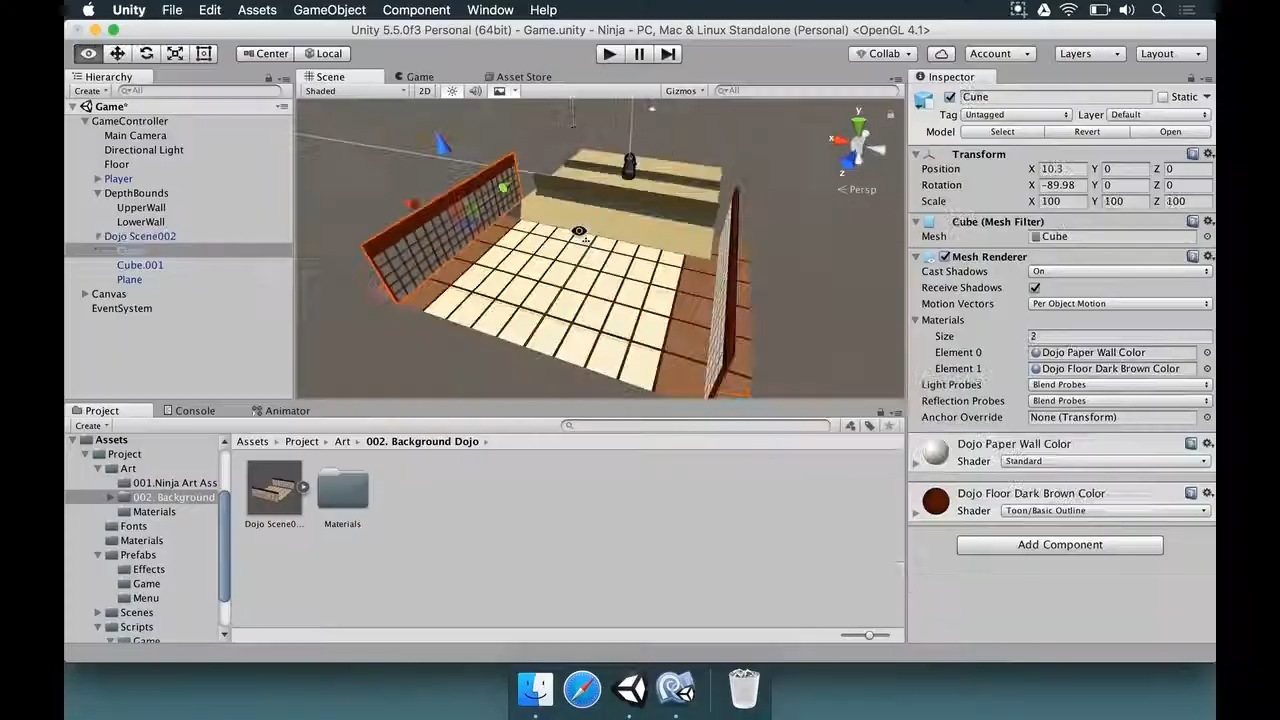 Unity File Edit Assets GameObject Component Window Help
Unity 5.5.0f3 Personal (64bit) - Game.unity - Ninja - PC, Mac & Linux Standalone (Personal) <OpenGL 4.1>
Center Local Collab Account Layers Layout
Hierarchy
Create All
Game*
GameController
Main Camera
Directional Light
Floor
Player
DepthBounds
UpperWall
LowerWall
Dojo Scene002
Cube.001
Plane
Canvas
EventSystem
Scene Game Asset Store
Shaded 2D Gizmos All
y
x
z
Persp
Inspector
Cune Static
Tag Untagged Layer Default
Model Select Revert Open
Transform
Position X 10.3 Y 0 Z 0
Rotation X -89.98 Y 0 Z 0
Scale X 100 Y 100 Z 100
Cube (Mesh Filter)
Mesh Cube
Mesh Renderer
Cast Shadows On
Receive Shadows
Motion Vectors Per Object Motion
Materials
Size 2
Element 0 Dojo Paper Wall Color
Element 1 Dojo Floor Dark Brown Color
Light Probes Blend Probes
Reflection Probes Blend Probes
Anchor Override None (Transform)
Dojo Paper Wall Color
Shader Standard
Dojo Floor Dark Brown Color
Shader Toon/Basic Outline
Add Component
Project Console Animator
Create
Assets
Project
Art
001.Ninja Art Ass
002. Background
Materials
Fonts
Materials
Prefabs
Effects
Game
Menu
Scenes
Scripts
Game
Assets Project Art 002. Background Dojo
Dojo Scene0... Materials